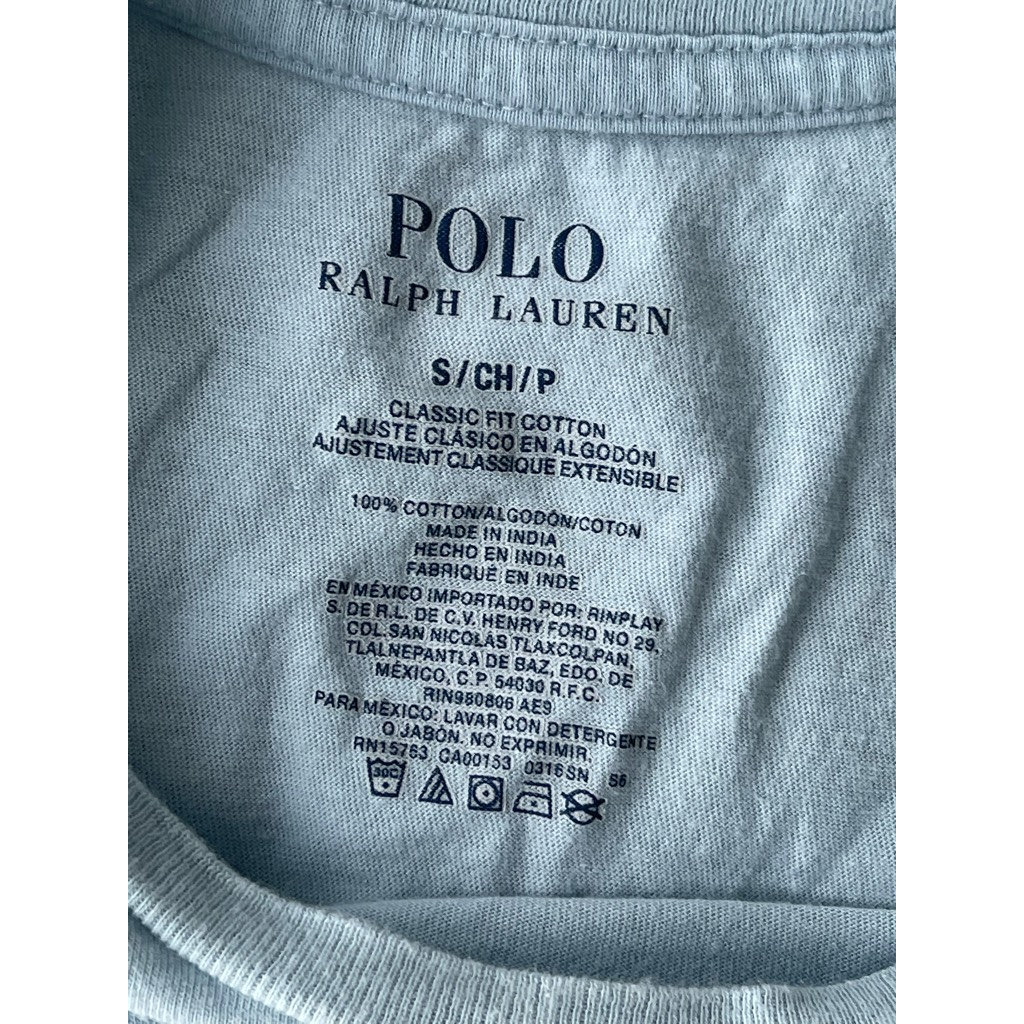 POLO
RALPH LAUREN
S/CH/P
CLASSIC FIT COTTON
AJUSTE CLÁSICO EN ALGODÓN
AJUSTEMENT CLASSIQUE EXTENSIBLE
100% COTTON/ALGODÓN/COTON
MADE IN INDIA
HECHO EN INDIA
FABRIQUÉ EN INDE
EN MÉXICO IMPORTADO POR: RINPLAY
S. DE R.L. DE C.V. HENRY FORD NO 29,
COL.SAN NICOLAS TLAXCOLPAN,
TLALNEPANTLA DE BAZ, EDO. DE
MÉXICO, C.P. 54030 R.F.C.
RIN980806 AE9
PARA MÉXICO: LAVAR CON DETERGENTE
O JABÓN. NO EXPRIMIR.
RN15763 CA00153 0316SN S6
30C